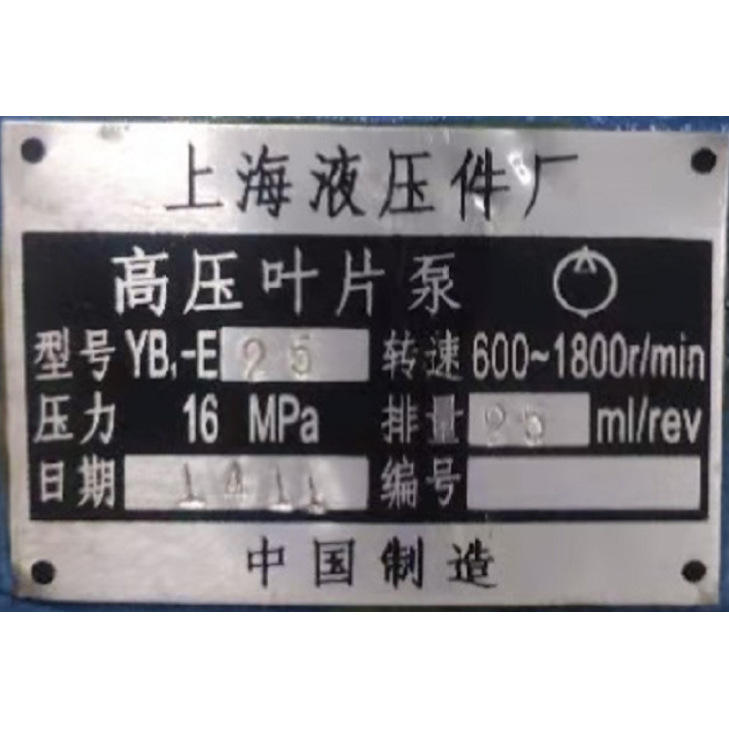 上海液压件厂
高压叶片泵
型号 YB₁-E 25 转速 600~1800r/min
压力 16 MPa 排量 25 ml/rev
日期 1411 编号
中国制造